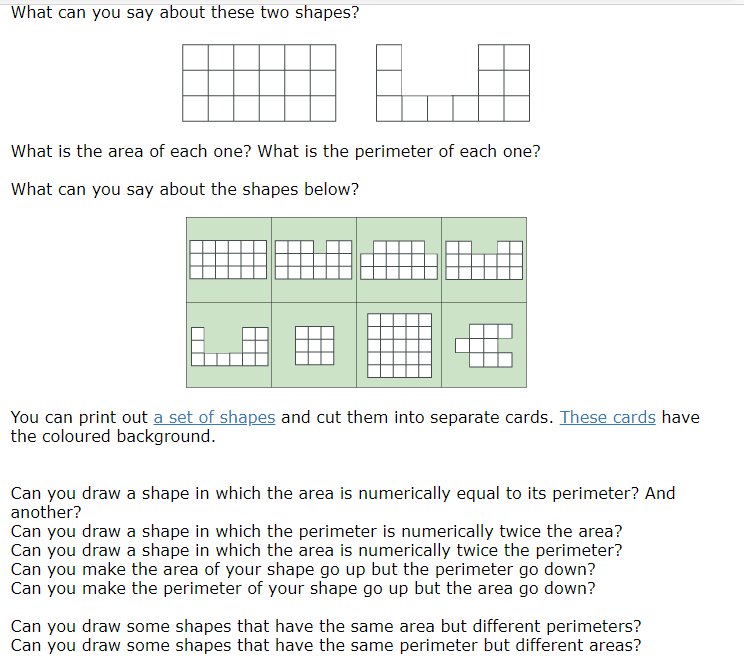 What can you say about these two shapes?
What is the area of each one? What is the perimeter of each one?
What can you say about the shapes below?
You can print out a set of shapes and cut them into separate cards. These cards have
the coloured background.
Can you draw a shape in which the area is numerically equal to its perimeter? And
another?
Can you draw a shape in which the perimeter is numerically twice the area?
Can you draw a shape in which the area is numerically twice the perimeter?
Can you make the area of your shape go up but the perimeter go down?
Can you make the perimeter of your shape go up but the area go down?
Can you draw some shapes that have the same area but different perimeters?
Can you draw some shapes that have the same perimeter but different areas?